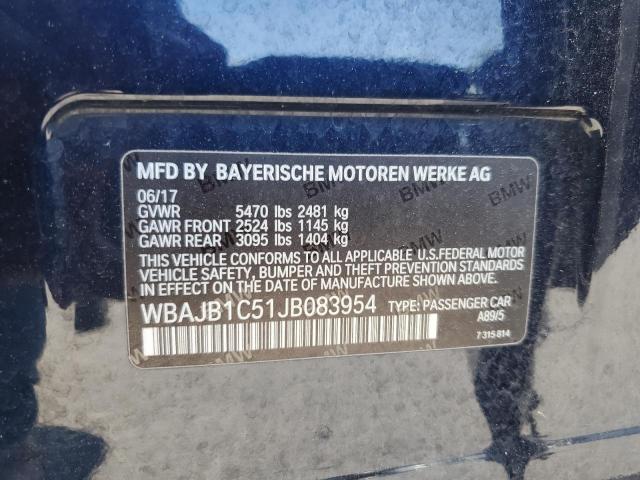 MFD BY BAYERISCHE MOTOREN WERKE AG
06/17
GVWR 5470 lbs 2481 kg
GAWR FRONT 2524 lbs 1145 kg
GAWR REAR 3095 lbs 1404 kg
THIS VEHICLE CONFORMS TO ALL APPLICABLE U.S.FEDERAL MOTOR
VEHICLE SAFETY, BUMPER AND THEFT PREVENTION
STANDARDS IN EFFECT ON THE DATE OF MANUFACTURE SHOWN ABOVE.
WBAJB1C51JB083954 TYPE: PASSENGER CAR
A89/5
7 315 814